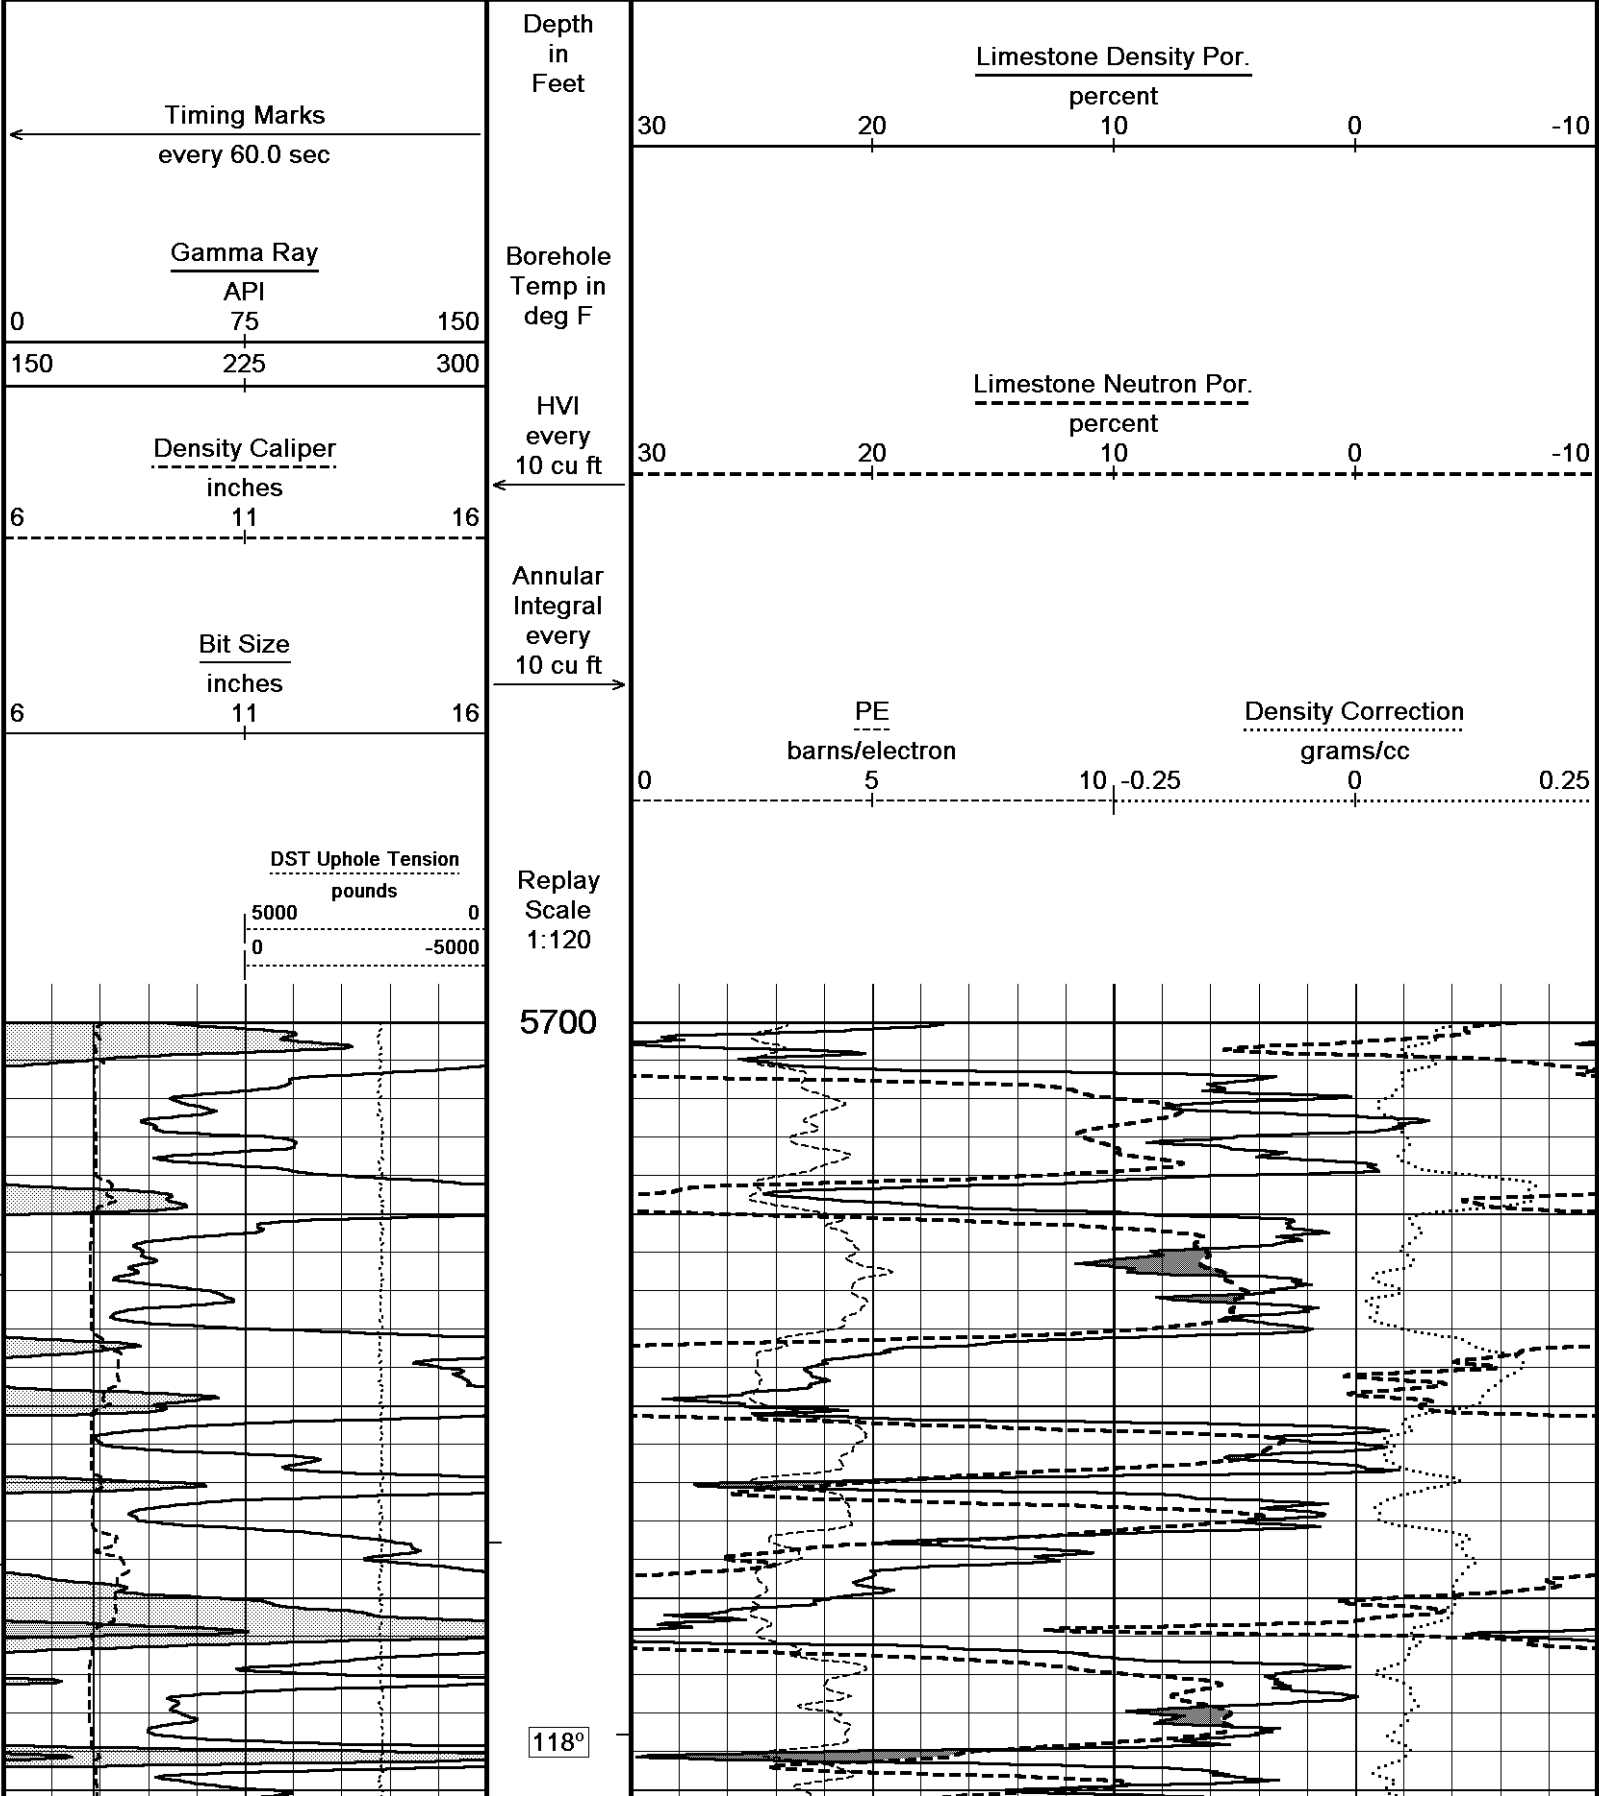 Timing Marks
every 60.0 sec
Gamma Ray
API
0 75 150
150 225 300
Density Caliper
inches
6 11 16
Bit Size
inches
6 11 16
DST Uphole Tension
pounds
5000 0
0 -5000
Depth
in
Feet
Borehole
Temp in
deg F
HVI
every
10 cu ft
Annular
Integral
every
10 cu ft
Replay
Scale
1:120
5700
118º
Limestone Density Por.
percent
30 20 10 0 -10
Limestone Neutron Por.
percent
30 20 10 0 -10
PE
barns/electron
0 5 10
Density Correction
grams/cc
-0.25 0 0.25